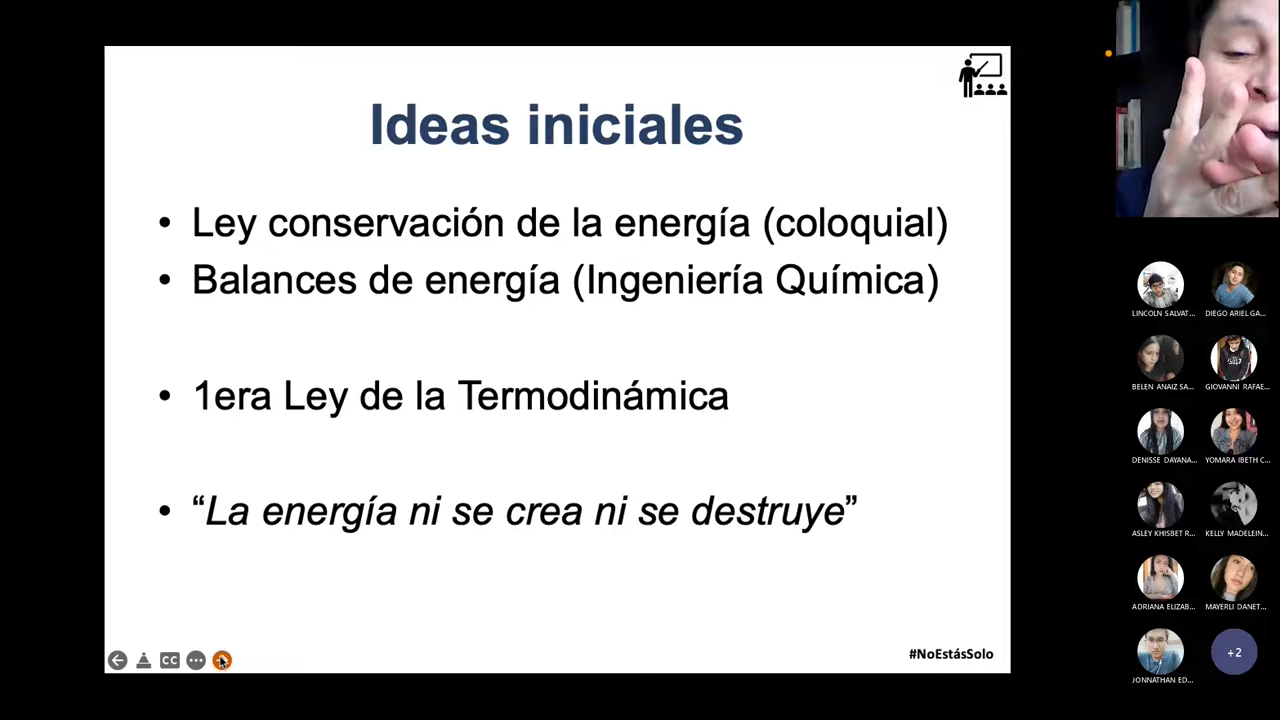 Ideas iniciales
• Ley conservación de la energía (coloquial)
• Balances de energía (Ingeniería Química)
• 1era Ley de la Termodinámica
• “La energía ni se crea ni se destruye”
CC
#NoEstásSolo
LINCOLN SALVAT...
DIEGO ARIEL GA...
BELEN ANAIZ SA...
GIOVANNI RAFAE...
DENISSE DAYANA...
YOMARA IBETH C...
ASLEY KHISBET R...
KELLY MADELEIN...
ADRIANA ELIZAB...
MAYERLI DANET...
JONNATHAN ED...
+2